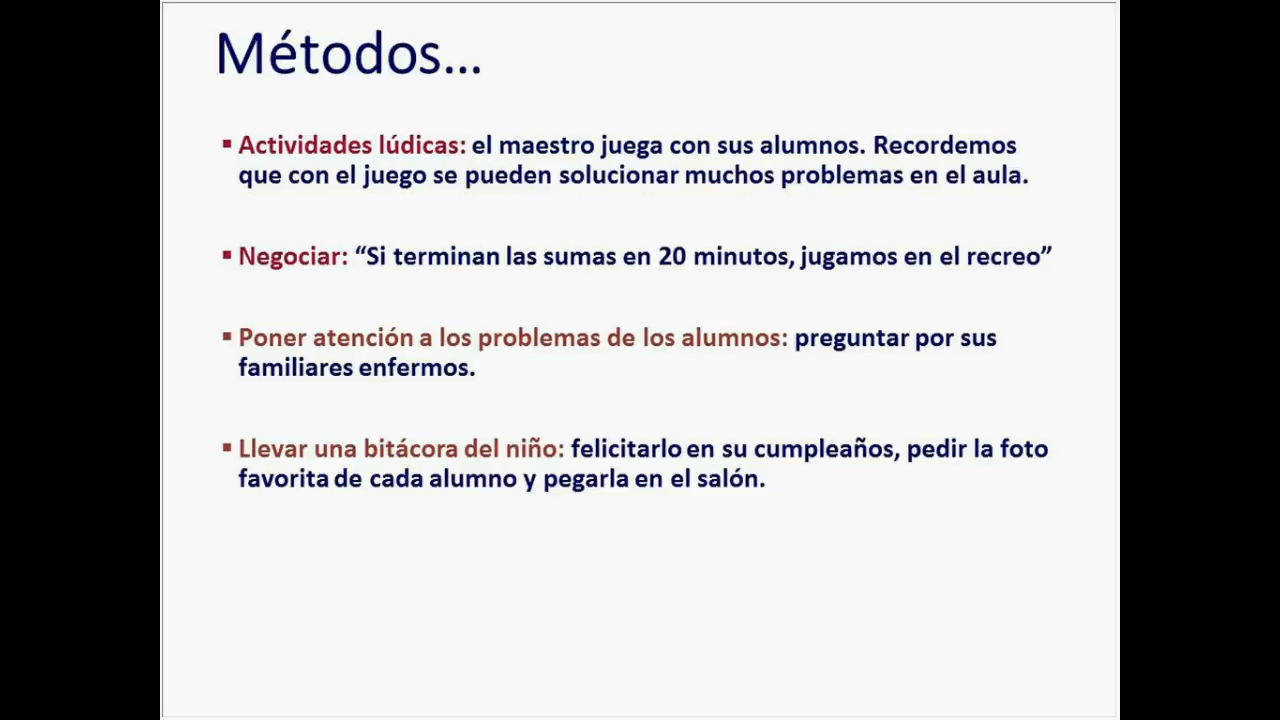 Métodos...
▪ Actividades lúdicas: el maestro juega con sus alumnos. Recordemos
que con el juego se pueden solucionar muchos problemas en el aula.
▪ Negociar: “Si terminan las sumas en 20 minutos, jugamos en el recreo”
▪ Poner atención a los problemas de los alumnos: preguntar por sus
familiares enfermos.
▪ Llevar una bitácora del niño: felicitarlo en su cumpleaños, pedir la foto
favorita de cada alumno y pegarla en el salón.